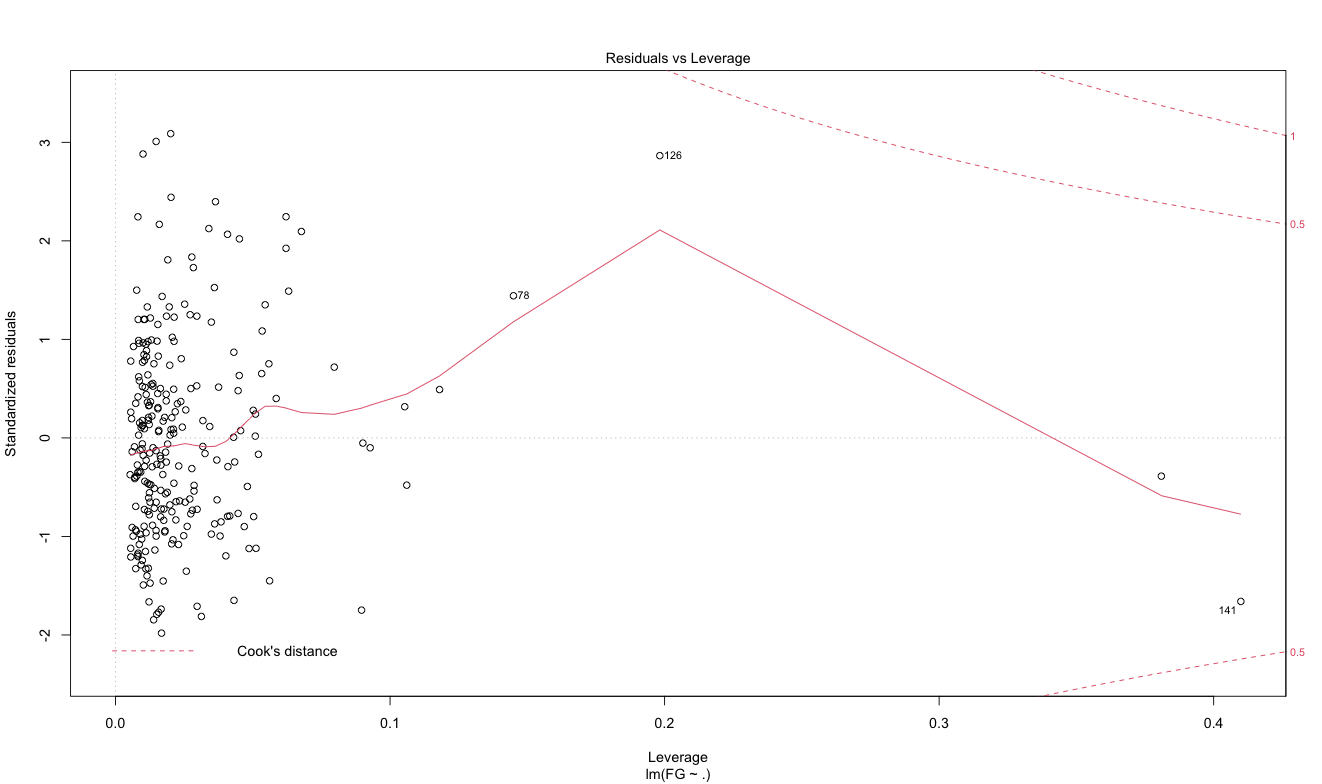 Residuals vs Leverage
Standardized residuals
3
2
1
0
-1
-2
126
78
141
1
0.5
0.5
Cook's distance
0.0 0.1 0.2 0.3 0.4
Leverage
lm(FG ~ .)